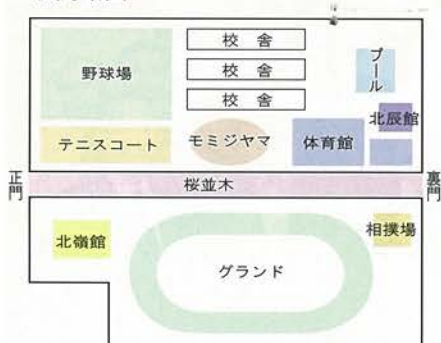 校 舎
校 舎
校 舎
野球場
プール
北辰館
テニスコート
モミジヤマ
体育館
正門
桜並木
裏門
北嶺館
グランド
相撲場